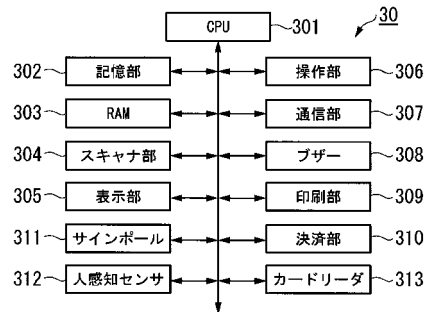 CPU 301 30
302 記憶部 操作部 306
303 RAM 通信部 307
304 スキャナ部 ブザー 308
305 表示部 印刷部 309
311 サインポール 決済部 310
312 人感知センサ カードリーダ 313